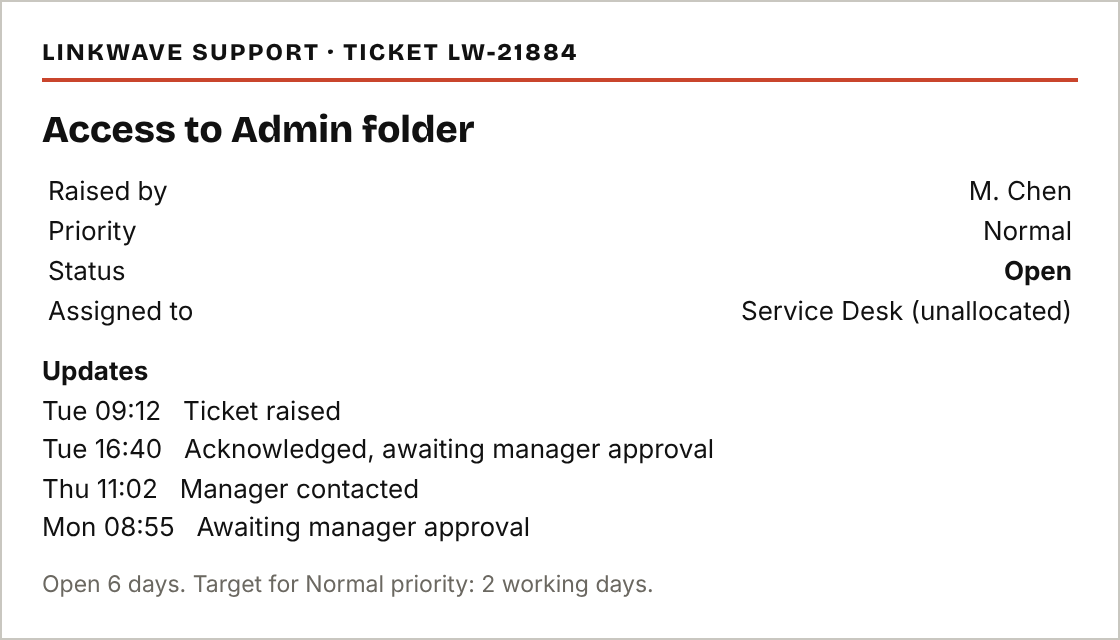 LINKWAVE SUPPORT · TICKET LW-21884
Access to Admin folder
Raised by M. Chen
Priority Normal
Status Open
Assigned to Service Desk (unallocated)
Updates
Tue 09:12 Ticket raised
Tue 16:40 Acknowledged, awaiting manager approval
Thu 11:02 Manager contacted
Mon 08:55 Awaiting manager approval
Open 6 days. Target for Normal priority: 2 working days.